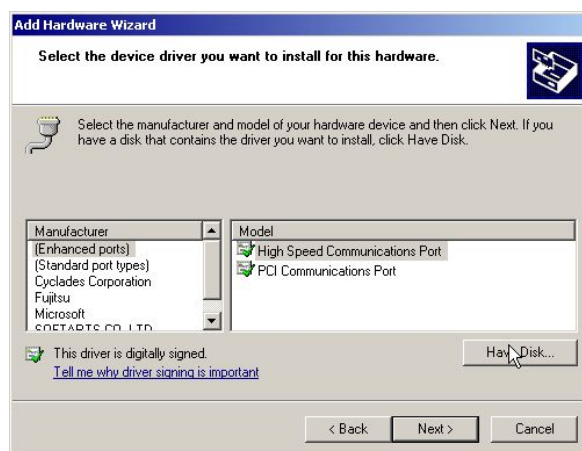 Add Hardware Wizard
Select the device driver you want to install for this hardware.
Select the manufacturer and model of your hardware device and then click Next. If you
have a disk that contains the driver you want to install, click Have Disk.
Manufacturer
(Enhanced ports)
(Standard port types)
Cyclades Corporation
Fujitsu
Microsoft
SOFTARTS CO. LTD
Model
High Speed Communications Port
PCI Communications Port
This driver is digitally signed.
Tell me why driver signing is important
Have Disk...
< Back
Next >
Cancel